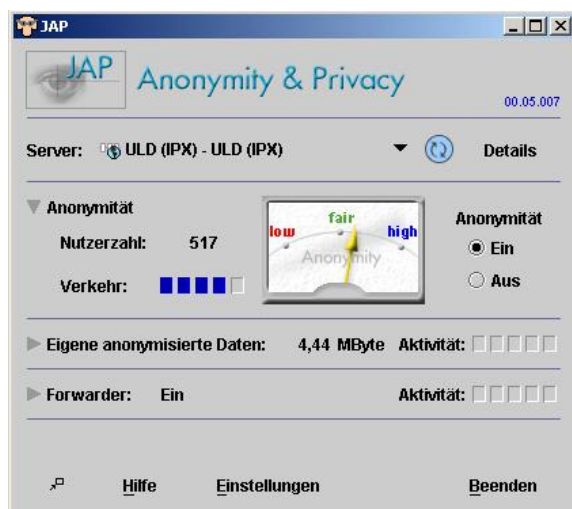 JAP
JAP Anonymity & Privacy
00.05.007
Server: ULD (IPX) - ULD (IPX) Details
Anonymität
Nutzerzahl: 517
Verkehr:
low fair high
Anonymity
Anonymität
Ein
Aus
Eigene anonymisierte Daten: 4,44 MByte Aktivität:
Forwarder: Ein Aktivität:
Hilfe Einstellungen Beenden